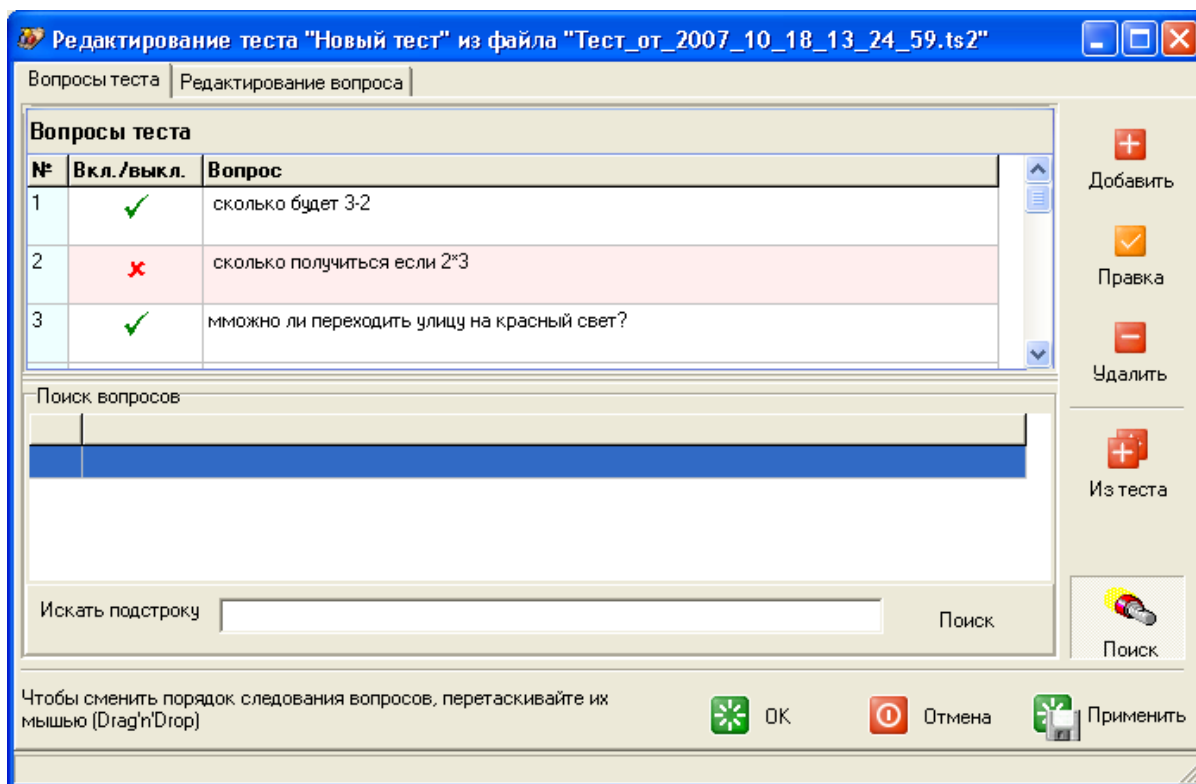 Редактирование теста "Новый тест" из файла "Тест_от_2007_10_18_13_24_59.ts2"
Вопросы теста
Редактирование вопроса
Вопросы теста
№ Вкл./выкл. Вопрос
1 сколько будет 3-2
2 сколько получиться если 2*3
3 мможно ли переходить улицу на красный свет?
Добавить
Правка
Удалить
Из теста
Поиск
Поиск вопросов
Искать подстроку
Поиск
Чтобы сменить порядок следования вопросов, перетаскивайте их
мышью (Drag'n'Drop)
OK
Отмена
Применить